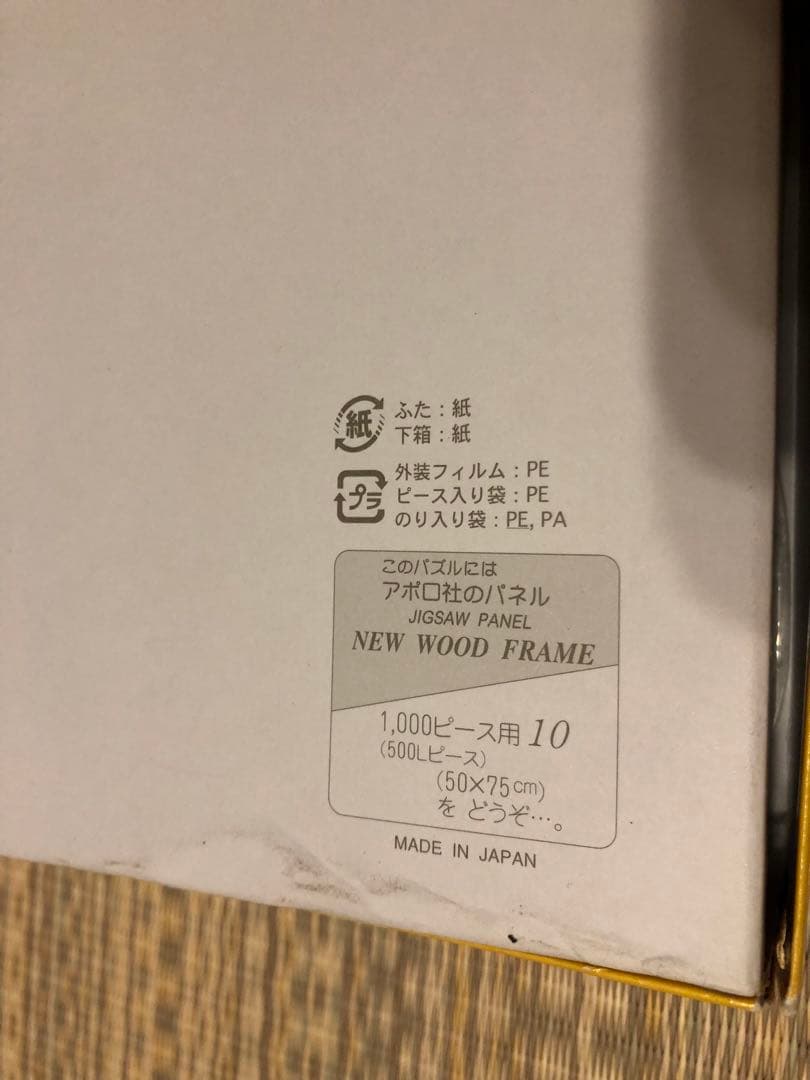 紙
ふた：紙
下箱：紙
プラ
外装フィルム：PE
ピース入り袋：PE
のり入り袋：PE, PA
このパズルには
アポロ社のパネル
JIGSAW PANEL
NEW WOOD FRAME
1,000ピース用 10
(500Lピース)
(50×75cm)
を どうぞ…。
MADE IN JAPAN